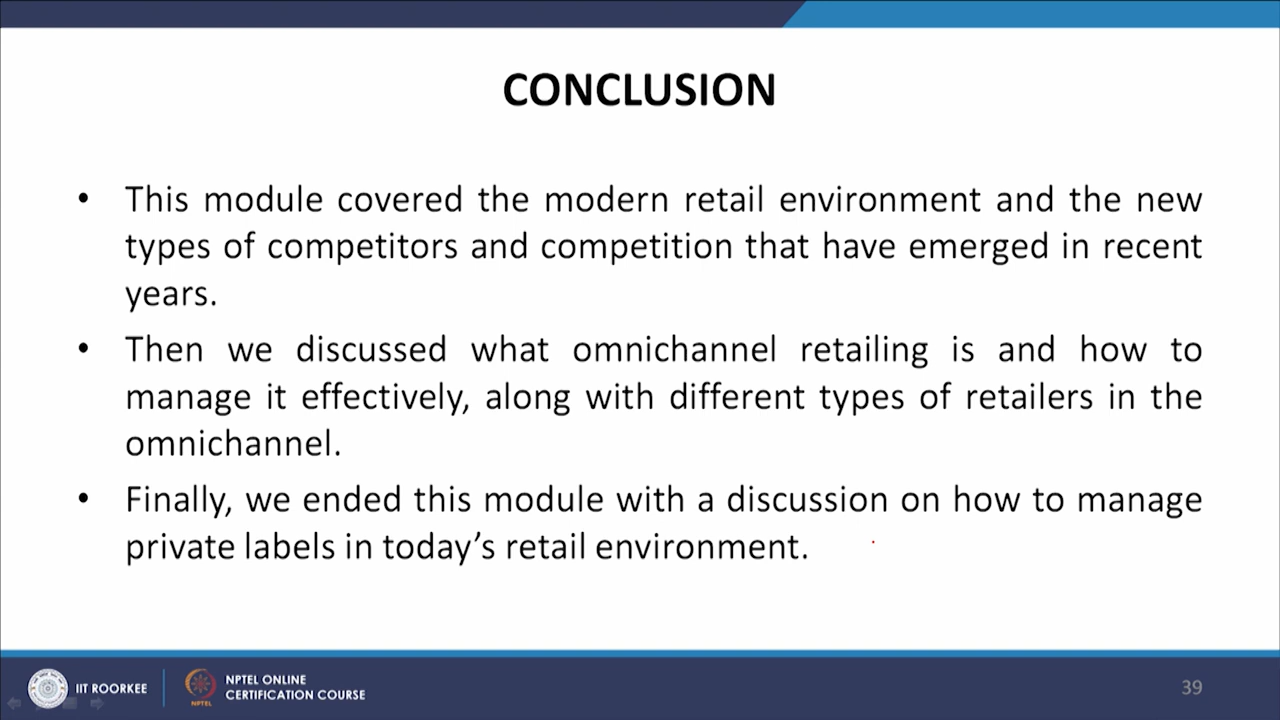 CONCLUSION
• This module covered the modern retail environment and the new
types of competitors and competition that have emerged in recent
years.
• Then we discussed what omnichannel retailing is and how to
manage it effectively, along with different types of retailers in the
omnichannel.
• Finally, we ended this module with a discussion on how to manage
private labels in today’s retail environment.
IIT ROORKEE
NPTEL ONLINE
CERTIFICATION COURSE
NPTEL
39